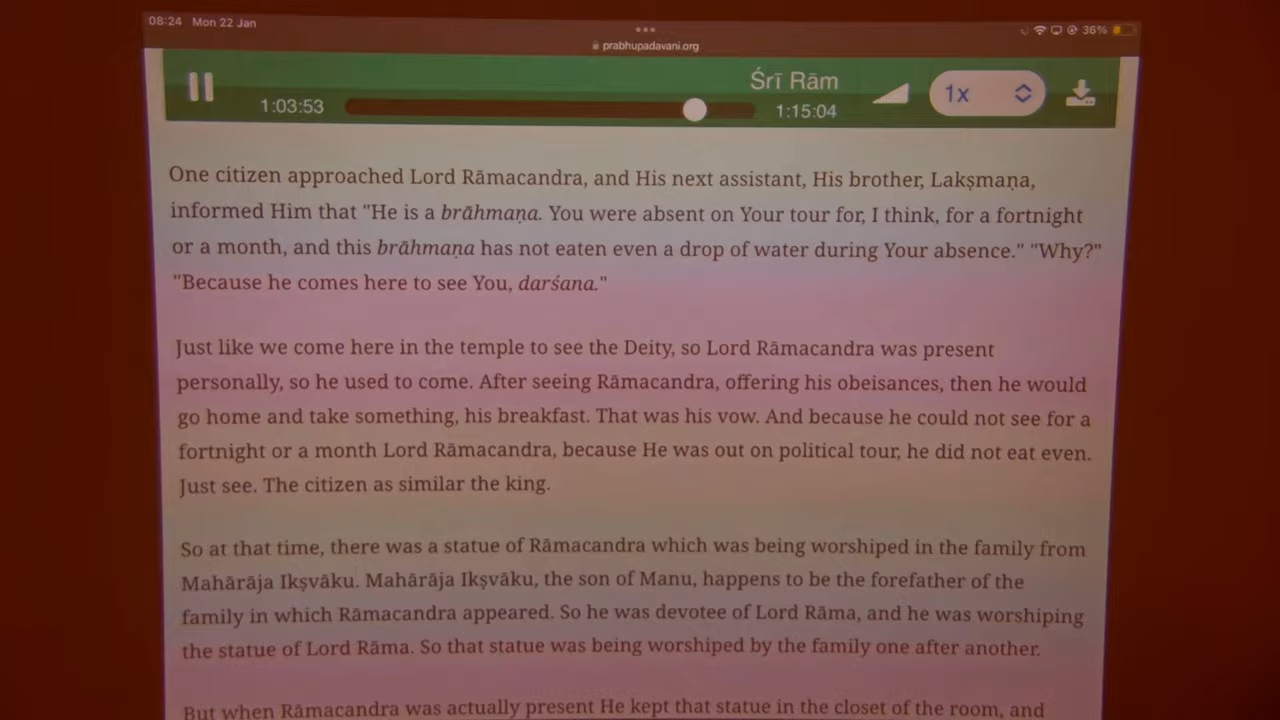 08:24 Mon 22 Jan
36%
prabhupadavani.org
Śrī Rām
1:03:53
1:15:04
1x
One citizen approached Lord Rāmacandra, and His next assistant, His brother, Lakṣmaṇa,
informed Him that "He is a brāhmaṇa. You were absent on Your tour for, I think, for a fortnight
or a month, and this brāhmaṇa has not eaten even a drop of water during Your absence." "Why?"
"Because he comes here to see You, darśana."
Just like we come here in the temple to see the Deity, so Lord Rāmacandra was present
personally, so he used to come. After seeing Rāmacandra, offering his obeisances, then he would
go home and take something, his breakfast. That was his vow. And because he could not see for a
fortnight or a month Lord Rāmacandra, because He was out on political tour, he did not eat even.
Just see. The citizen as similar the king.
So at that time, there was a statue of Rāmacandra which was being worshiped in the family from
Mahārāja Ikṣvāku. Mahārāja Ikṣvāku, the son of Manu, happens to be the forefather of the
family in which Rāmacandra appeared. So he was devotee of Lord Rāma, and he was worshiping
the statue of Lord Rāma. So that statue was being worshiped by the family one after another.
But when Rāmacandra was actually present He kept that statue in the closet of the room, and